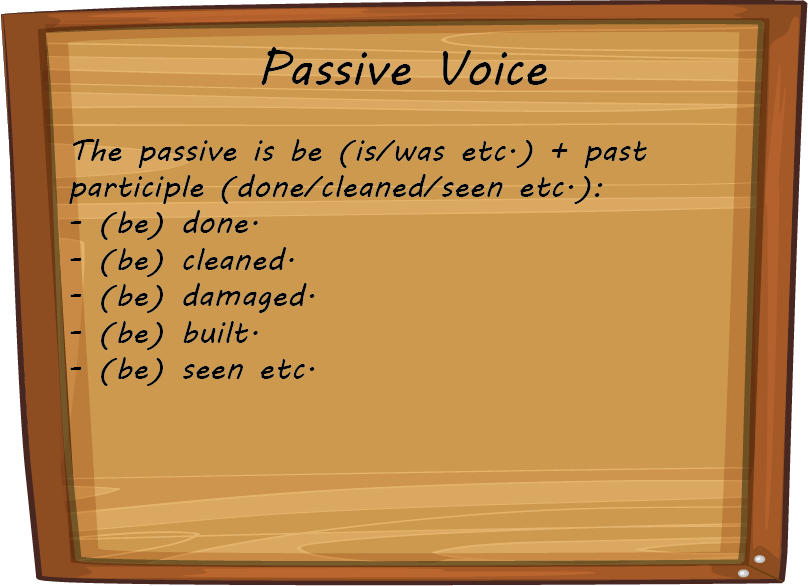 Passive Voice
The passive is be (is/was etc.) + past
participle (done/cleaned/seen etc.):
- (be) done.
- (be) cleaned.
- (be) damaged.
- (be) built.
- (be) seen etc.